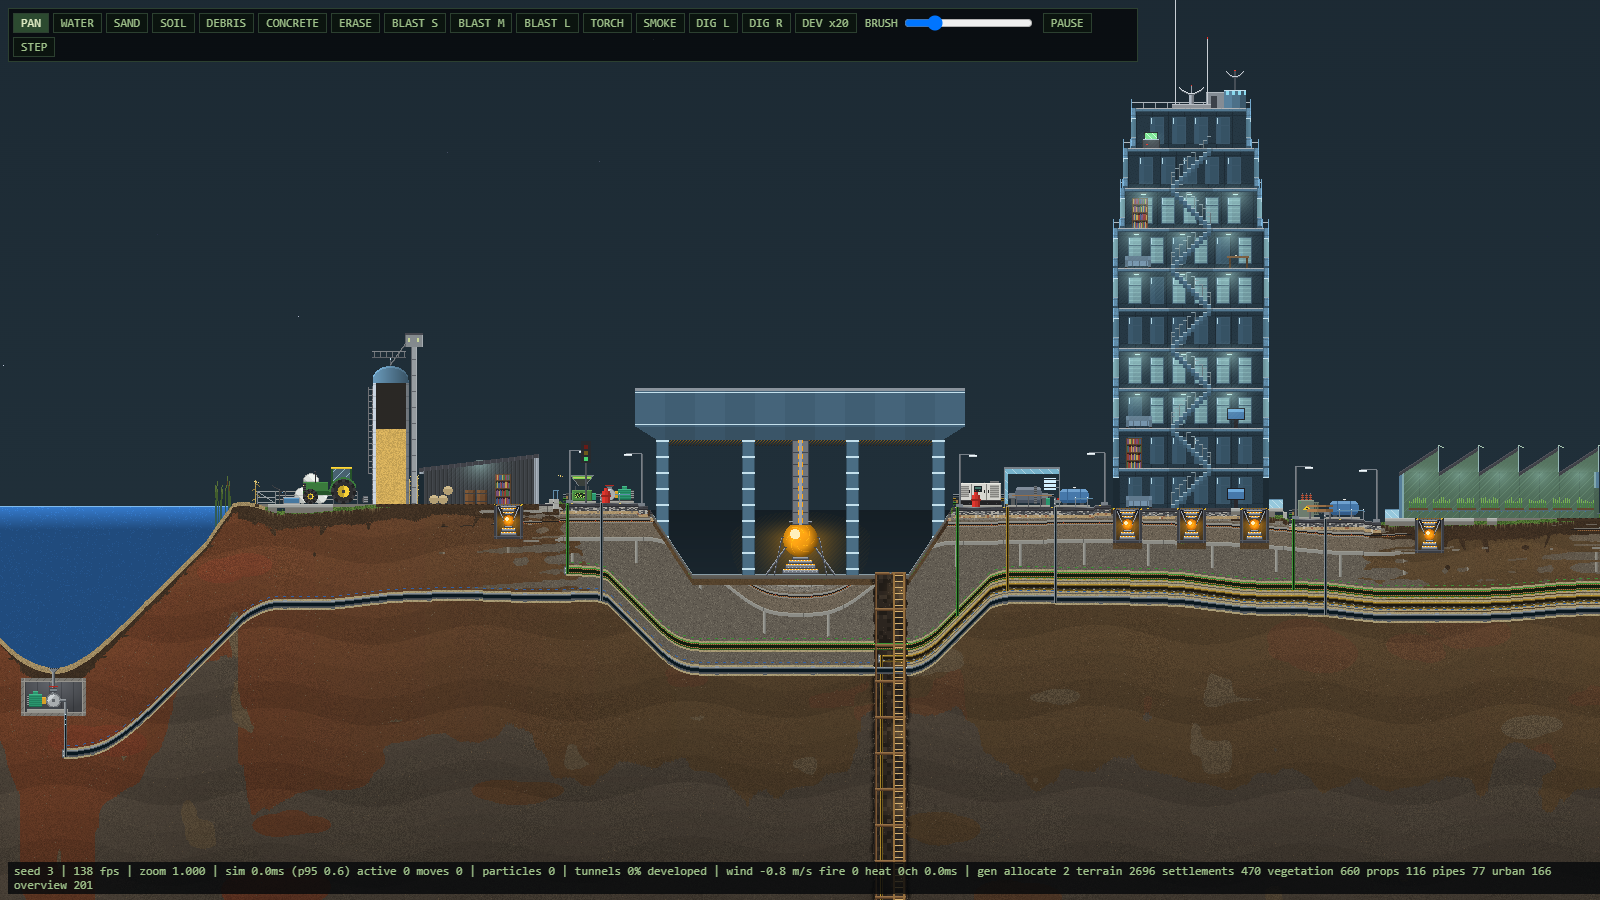 PAN WATER SAND SOIL DEBRIS CONCRETE ERASE BLAST S BLAST M BLAST L TORCH SMOKE DIG L DIG R DEV x20 BRUSH PAUSE
STEP
seed 3 | 138 fps | zoom 1.000 | sim 0.0ms (p95 0.6) active 0 moves 0 | particles 0 | tunnels 0% developed | wind -0.8 m/s fire 0 heat 0ch 0.0ms | gen allocate 2 terrain 2696 settlements 470 vegetation 660 props 116 pipes 77 urban 166
overview 201